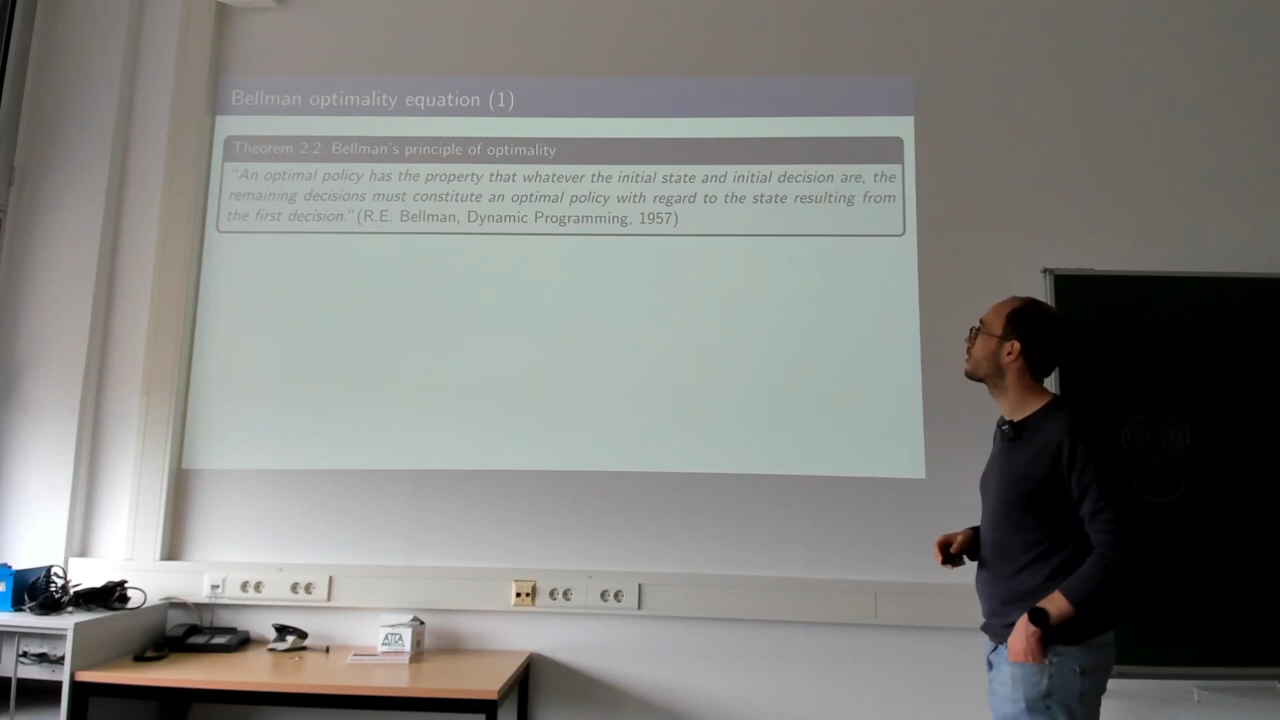 Bellman optimality equation (1)
Theorem 2.2: Bellman's principle of optimality
"An optimal policy has the property that whatever the initial state and initial decision are, the
remaining decisions must constitute an optimal policy with regard to the state resulting from
the first decision." (R.E. Bellman, Dynamic Programming, 1957)
ATLA